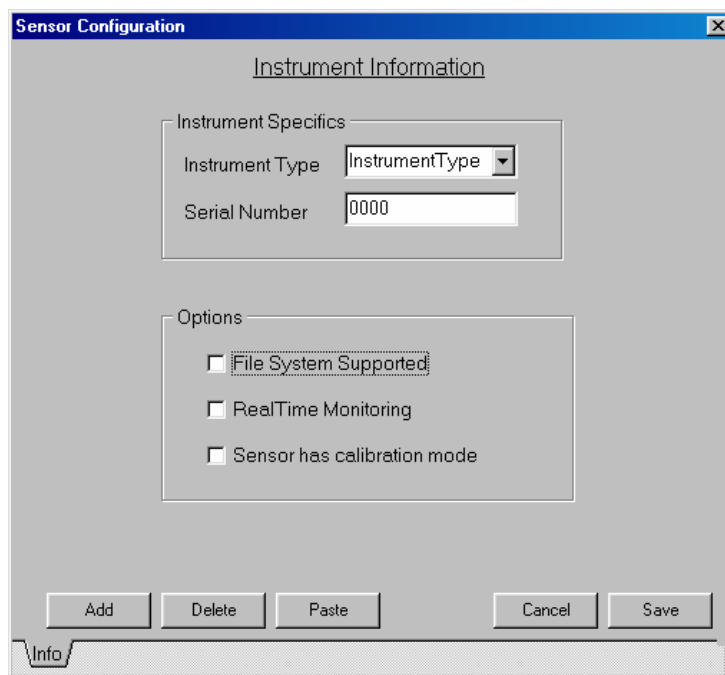 Sensor Configuration
Instrument Information
Instrument Specifics
Instrument Type InstrumentType
Serial Number 0000
Options
File System Supported
RealTime Monitoring
Sensor has calibration mode
Add Delete Paste Cancel Save
Info